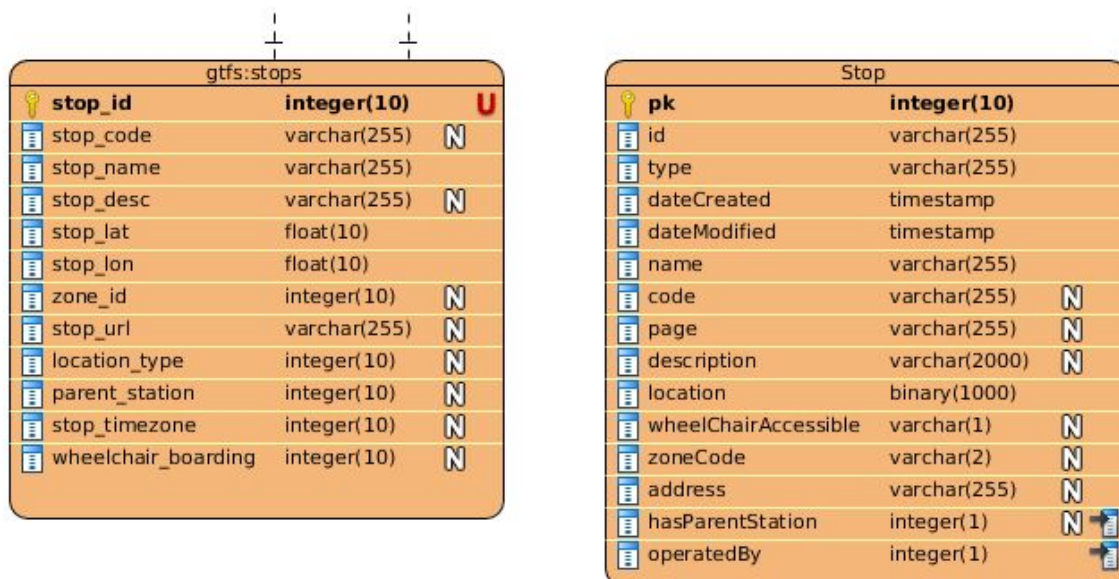 gtfs:stops
stop_id integer(10) U
stop_code varchar(255) N
stop_name varchar(255)
stop_desc varchar(255) N
stop_lat float(10)
stop_lon float(10)
zone_id integer(10) N
stop_url varchar(255) N
location_type integer(10) N
parent_station integer(10) N
stop_timezone integer(10) N
wheelchair_boarding integer(10) N
Stop
pk integer(10)
id varchar(255)
type varchar(255)
dateCreated timestamp
dateModified timestamp
name varchar(255)
code varchar(255) N
page varchar(255) N
description varchar(2000) N
location binary(1000)
wheelChairAccessible varchar(1) N
zoneCode varchar(2) N
address varchar(255) N
hasParentStation integer(1) N
operatedBy integer(1)